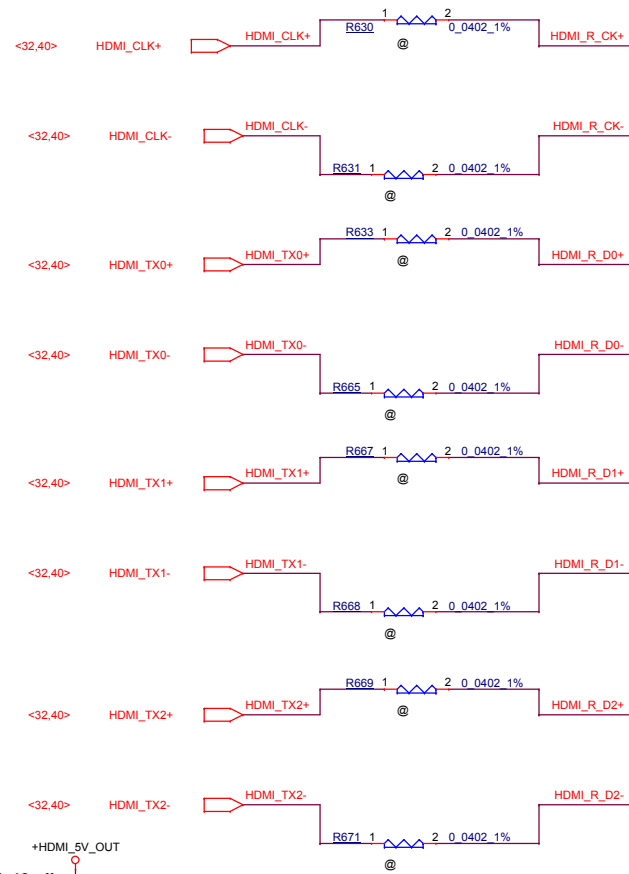 1 2
R630 0_0402_1%
<32,40> HDMI_CLK+ HDMI_CLK+ HDMI_R_CK+
@
<32,40> HDMI_CLK- HDMI_CLK- HDMI_R_CK-
R631 1 2 0_0402_1%
@
R633 1 2 0_0402_1%
<32,40> HDMI_TX0+ HDMI_TX0+ HDMI_R_D0+
@
<32,40> HDMI_TX0- HDMI_TX0- HDMI_R_D0-
R665 1 2 0_0402_1%
@
R667 1 2 0_0402_1%
<32,40> HDMI_TX1+ HDMI_TX1+ HDMI_R_D1+
@
<32,40> HDMI_TX1- HDMI_TX1- HDMI_R_D1-
R668 1 2 0_0402_1%
@
R669 1 2 0_0402_1%
<32,40> HDMI_TX2+ HDMI_TX2+ HDMI_R_D2+
@
<32,40> HDMI_TX2- HDMI_TX2- HDMI_R_D2-
R671 1 2 0_0402_1%
@
+HDMI_5V_OUT